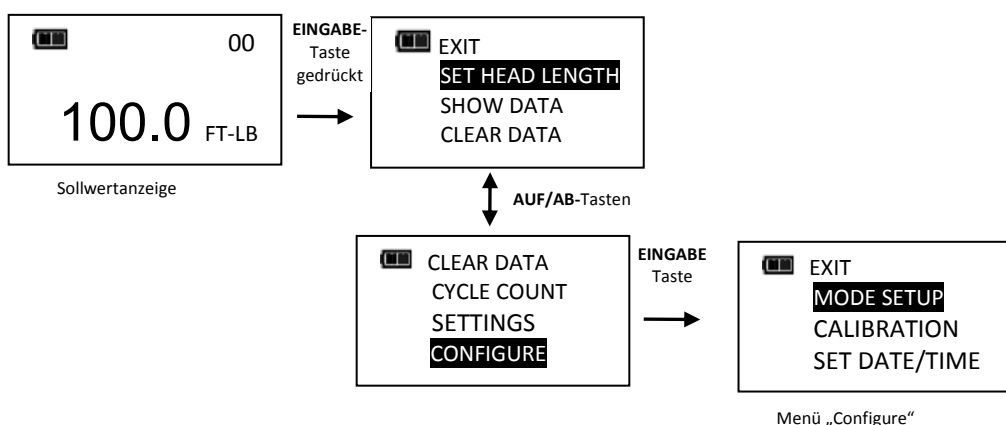 00
100.0 FT-LB
Sollwertanzeige
EINGABE-
Taste
gedrückt
EXIT
SET HEAD LENGTH
SHOW DATA
CLEAR DATA
AUF/AB-Tasten
CLEAR DATA
CYCLE COUNT
SETTINGS
CONFIGURE
EINGABE
Taste
EXIT
MODE SETUP
CALIBRATION
SET DATE/TIME
Menü „Configure“